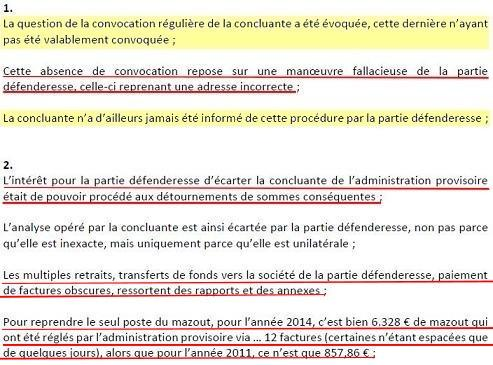 1.
La question de la convocation régulière de la concluante a été évoquée, cette dernière n'ayant
pas été valablement convoquée ;
Cette absence de convocation repose sur une manœuvre fallacieuse de la partie
défenderesse, celle-ci reprenant une adresse incorrecte ;
La concluante n'a d'ailleurs jamais été informé de cette procédure par la partie défenderesse ;
2.
L'intérêt pour la partie défenderesse d'écarter la concluante de l'administration provisoire
était de pouvoir procédé aux détournements de sommes conséquentes ;
L'analyse opéré par la concluante est ainsi écartée par la partie défenderesse, non pas parce
qu'elle est inexacte, mais uniquement parce qu'elle est unilatérale ;
Les multiples retraits, transferts de fonds vers la société de la partie défenderesse, paiement
de factures obscures, ressortent des rapports et des annexes ;
Pour reprendre le seul poste du mazout, pour l'année 2014, c'est bien 6.328 € de mazout qui
ont été réglés par l'administration provisoire via ... 12 factures (certaines n'étant espacées que
de quelques jours), alors que pour l'année 2011, ce n'est que 857,86 € ;